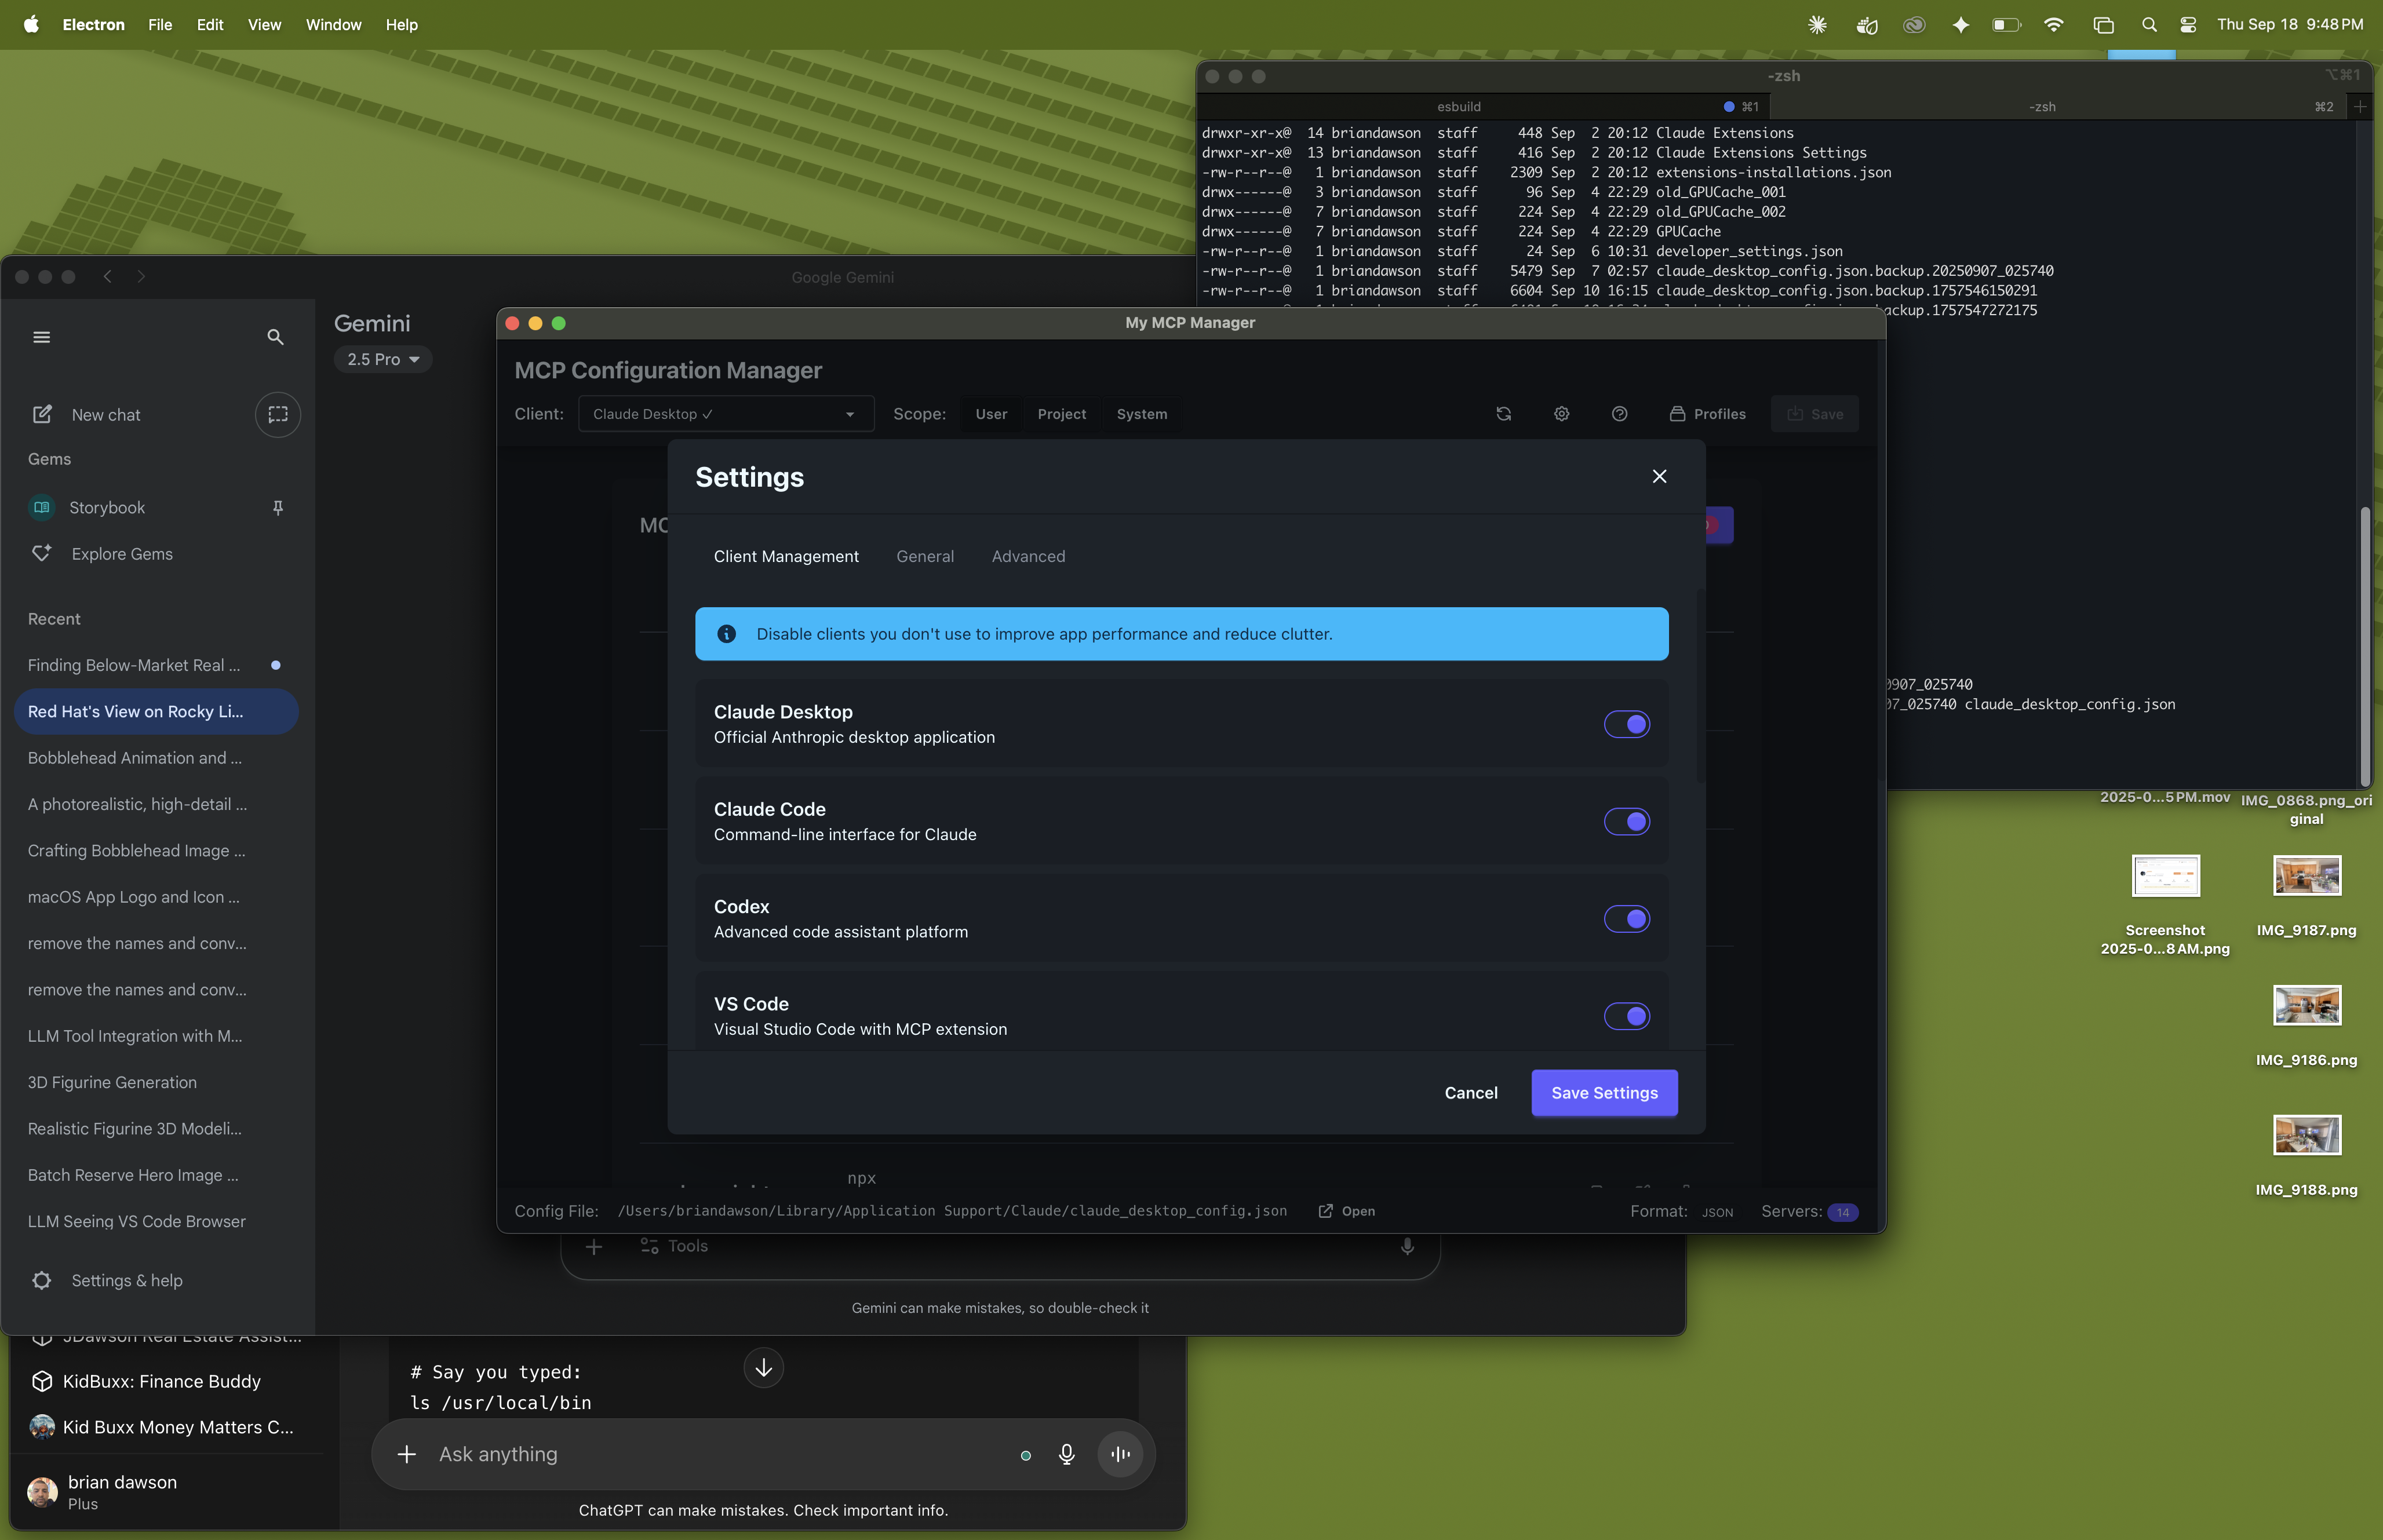 Electron File Edit View Window Help
Thu Sep 18 9:48 PM
-zsh
⌥⌘1
esbuild
⌘1
-zsh
⌘2
drwxr-xr-x@ 14 briandawson staff 448 Sep 2 20:12 Claude Extensions
drwxr-xr-x@ 13 briandawson staff 416 Sep 2 20:12 Claude Extensions Settings
-rw-r--r--@ 1 briandawson staff 2309 Sep 2 20:12 extensions-installations.json
drwx------@ 3 briandawson staff 96 Sep 4 22:29 old_GPUCache_001
drwx------@ 7 briandawson staff 224 Sep 4 22:29 old_GPUCache_002
drwx------@ 7 briandawson staff 224 Sep 4 22:29 GPUCache
-rw-r--r--@ 1 briandawson staff 24 Sep 6 10:31 developer_settings.json
-rw-r--r--@ 1 briandawson staff 5479 Sep 7 02:57 claude_desktop_config.json.backup.20250907_025740
-rw-r--r--@ 1 briandawson staff 6604 Sep 10 16:15 claude_desktop_config.json.backup.1757546150291
ackup.1757547272175
0907_025740
07_025740 claude_desktop_config.json
Google Gemini
Gemini
2.5 Pro
New chat
Gems
Storybook
Explore Gems
Recent
Finding Below-Market Real ...
Red Hat's View on Rocky Li...
Bobblehead Animation and ...
A photorealistic, high-detail ...
Crafting Bobblehead Image ...
macOS App Logo and Icon ...
remove the names and conv...
remove the names and conv...
LLM Tool Integration with M...
3D Figurine Generation
Realistic Figurine 3D Modeli...
Batch Reserve Hero Image ...
LLM Seeing VS Code Browser
Settings & help
My MCP Manager
MCP Configuration Manager
Client: Claude Desktop ✓ Scope: User Project System
Profiles Save
MC
Settings
Client Management General Advanced
Disable clients you don't use to improve app performance and reduce clutter.
Claude Desktop
Official Anthropic desktop application
Claude Code
Command-line interface for Claude
Codex
Advanced code assistant platform
VS Code
Visual Studio Code with MCP extension
Cancel Save Settings
npx
Config File: /Users/briandawson/Library/Application Support/Claude/claude_desktop_config.json Open
Format: JSON Servers: 14
Tools
Gemini can make mistakes, so double-check it
JDawson Real Estate Assist...
KidBuxx: Finance Buddy
Kid Buxx Money Matters C...
brian dawson
Plus
# Say you typed:
ls /usr/local/bin
Ask anything
ChatGPT can make mistakes. Check important info.
2025-0...5 PM.mov
IMG_0868.png_ori
ginal
Screenshot
2025-0...8 AM.png
IMG_9187.png
IMG_9186.png
IMG_9188.png